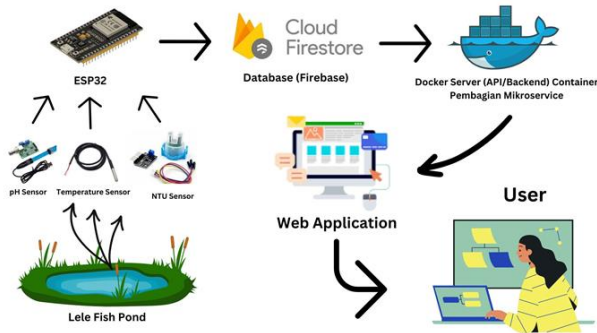 Cloud
Firestore
ESP32
Database (Firebase)
Docker Server (API/Backend) Container
Pembagian Mikroservice
pH Sensor
Temperature Sensor
NTU Sensor
Web Application
User
Lele Fish Pond